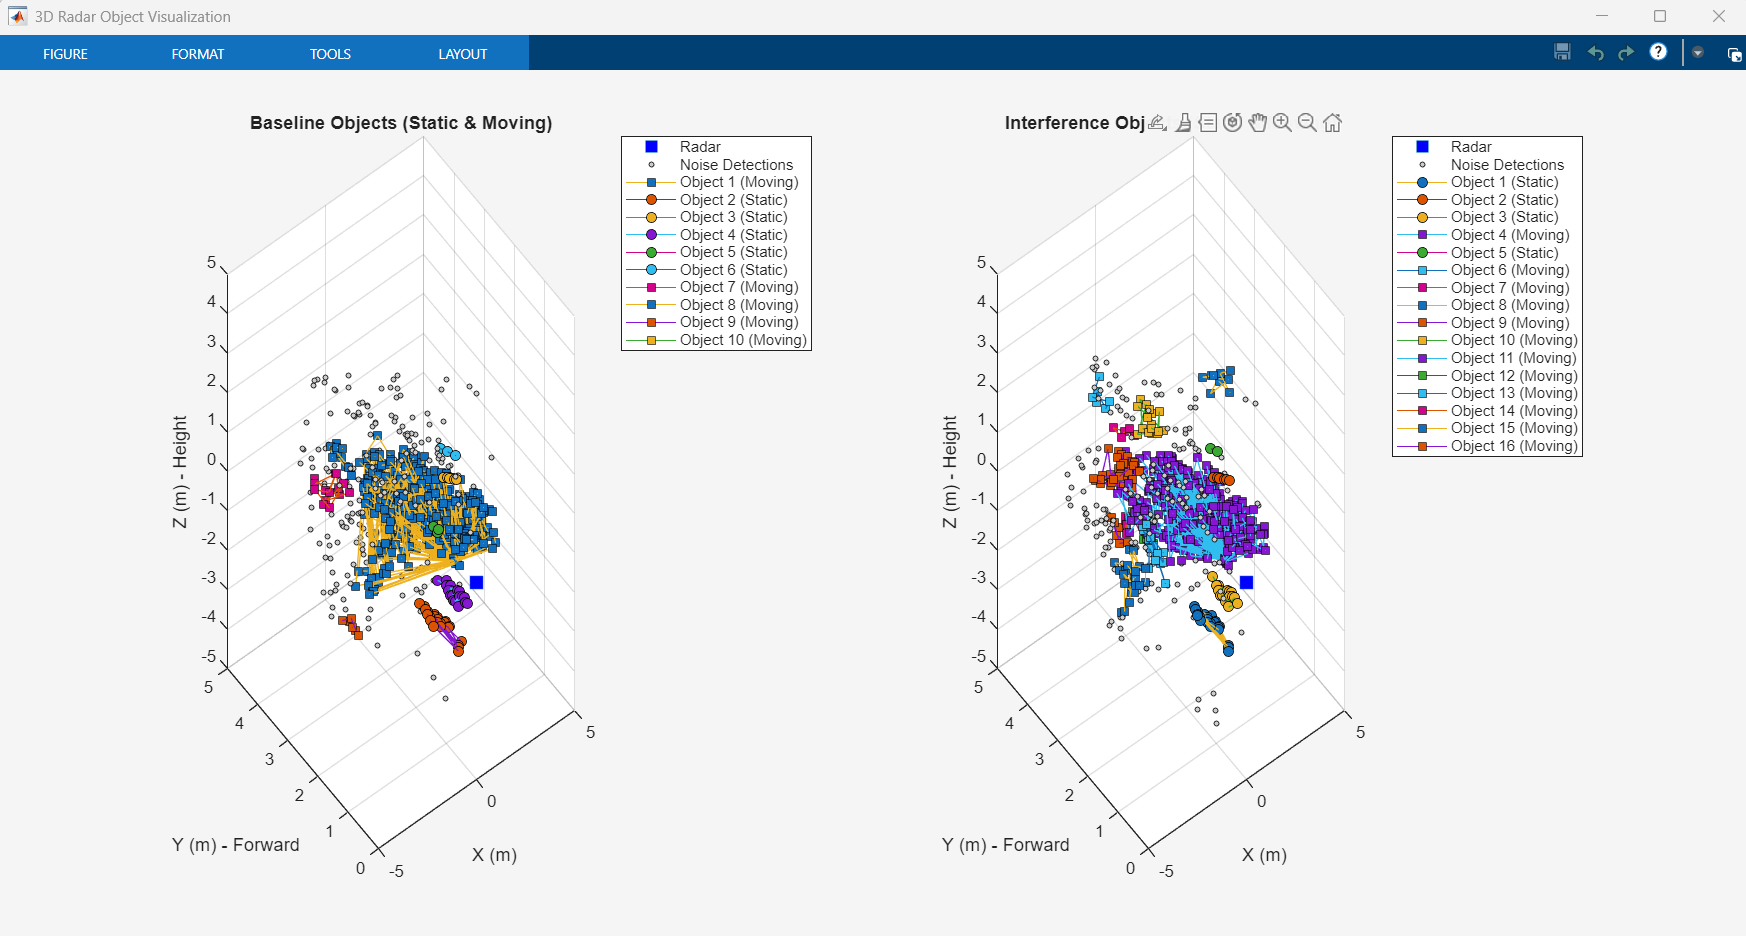 3D Radar Object Visualization
FIGURE
FORMAT
TOOLS
LAYOUT
?
Baseline Objects (Static & Moving)
5
4
3
2
1
0
-1
-2
-3
-4
-5
Z (m) - Height
5
4
3
2
1
0
Y (m) - Forward
-5
0
5
X (m)
Radar
Noise Detections
Object 1 (Moving)
Object 2 (Static)
Object 3 (Static)
Object 4 (Static)
Object 5 (Static)
Object 6 (Static)
Object 7 (Moving)
Object 8 (Moving)
Object 9 (Moving)
Object 10 (Moving)
Interference Obj
5
4
3
2
1
0
-1
-2
-3
-4
-5
Z (m) - Height
5
4
3
2
1
0
Y (m) - Forward
-5
0
5
X (m)
Radar
Noise Detections
Object 1 (Static)
Object 2 (Static)
Object 3 (Static)
Object 4 (Moving)
Object 5 (Static)
Object 6 (Moving)
Object 7 (Moving)
Object 8 (Moving)
Object 9 (Moving)
Object 10 (Moving)
Object 11 (Moving)
Object 12 (Moving)
Object 13 (Moving)
Object 14 (Moving)
Object 15 (Moving)
Object 16 (Moving)